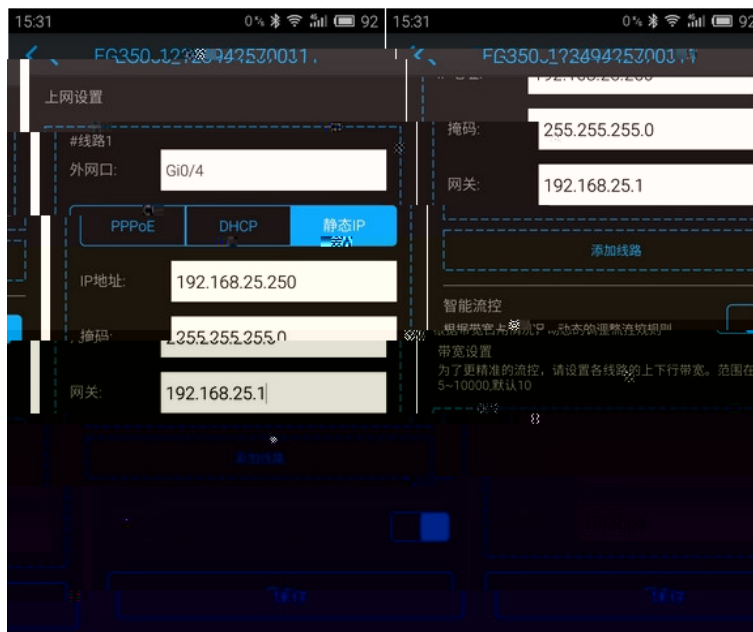 15:31
0% 92
上网设置
#线路1
外网口: Gi0/4
PPPoE DHCP 静态IP
IP地址: 192.168.25.250
掩码: 255.255.255.0
网关: 192.168.25.1
添加线路
15:31
0% 92
掩码: 255.255.255.0
网关: 192.168.25.1
添加线路
智能流控
带宽设置
为了更精准的流控，请设置各线路的上下行带宽。范围在
5~10000,默认10